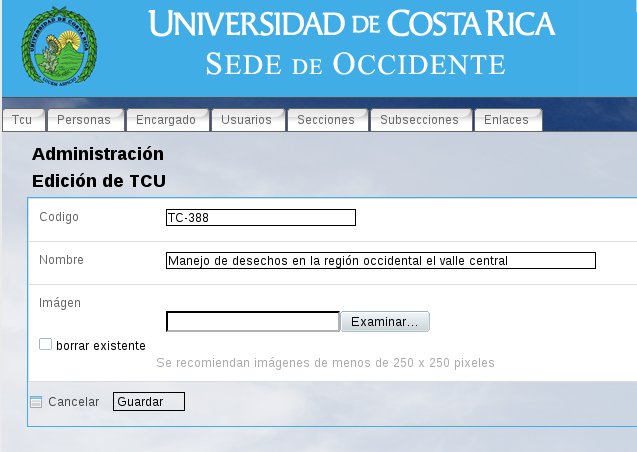 UNIVERSIDAD DE COSTA RICA
SEDE DE OCCIDENTE
Tcu Personas Encargado Usuarios Secciones Subsecciones Enlaces
Administración
Edición de TCU
Codigo TC-388
Nombre Manejo de desechos en la región occidental el valle central
Imágen
Examinar...
borrar existente
Se recomiendan imágenes de menos de 250 x 250 pixeles
Cancelar Guardar